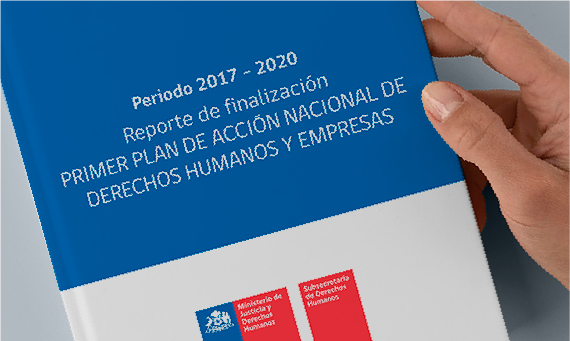 Periodo 2017 - 2020
Reporte de finalización
PRIMER PLAN DE ACCIÓN NACIONAL DE
DERECHOS HUMANOS Y EMPRESAS
Ministerio de
Justicia y
Derechos
Humanos
Subsecretaría
de Derechos
Humanos